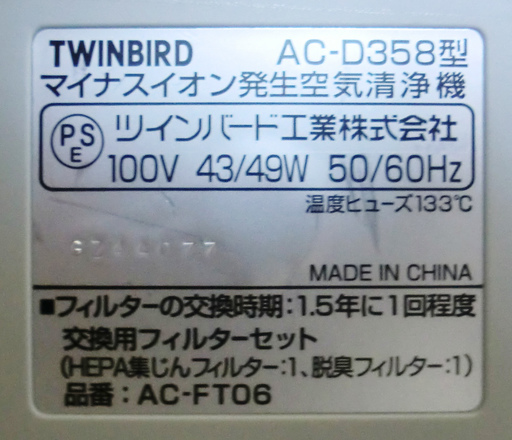 TWINBIRD AC-D358型
マイナスイオン発生空気清浄機
PSE ツインバード工業株式会社
100V 43/49W 50/60Hz
温度ヒューズ133℃
MADE IN CHINA
■フィルターの交換時期:1.5年に1回程度
交換用フィルターセット
(HEPA集じんフィルター:1、脱臭フィルター:1)
品番:AC-FT06